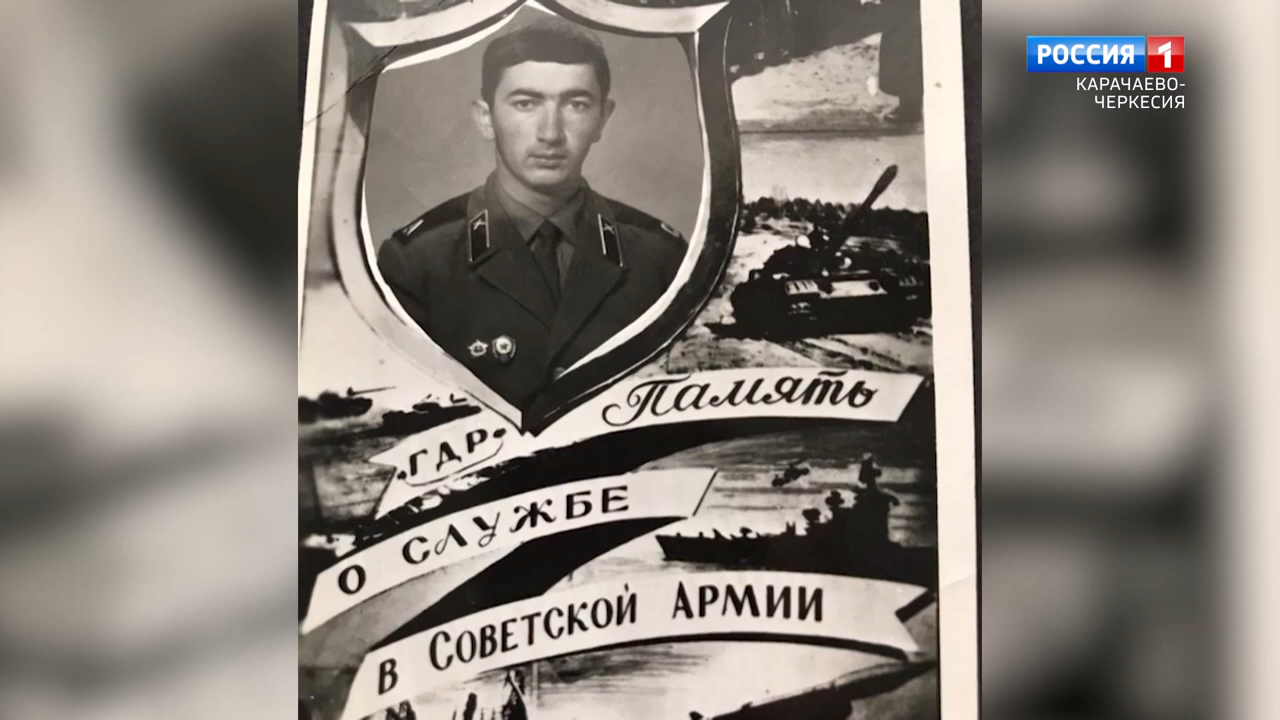 РОССИЯ 1
КАРАЧАЕВО-
ЧЕРКЕСИЯ
Память
ГДР
О СЛУЖБЕ
В СОВЕТСКОЙ АРМИИ